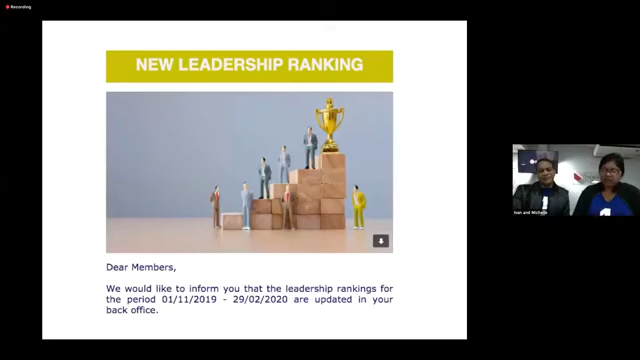 Recording
NEW LEADERSHIP RANKING
Dear Members,
We would like to inform you that the leadership rankings for
the period 01/11/2019 - 29/02/2020 are updated in your
back office.
Ivan and Michelle